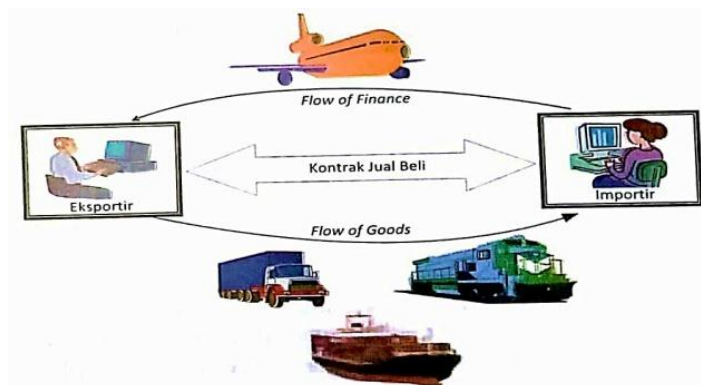 Flow of Finance
Kontrak Jual Beli
Eksportir
Importir
Flow of Goods